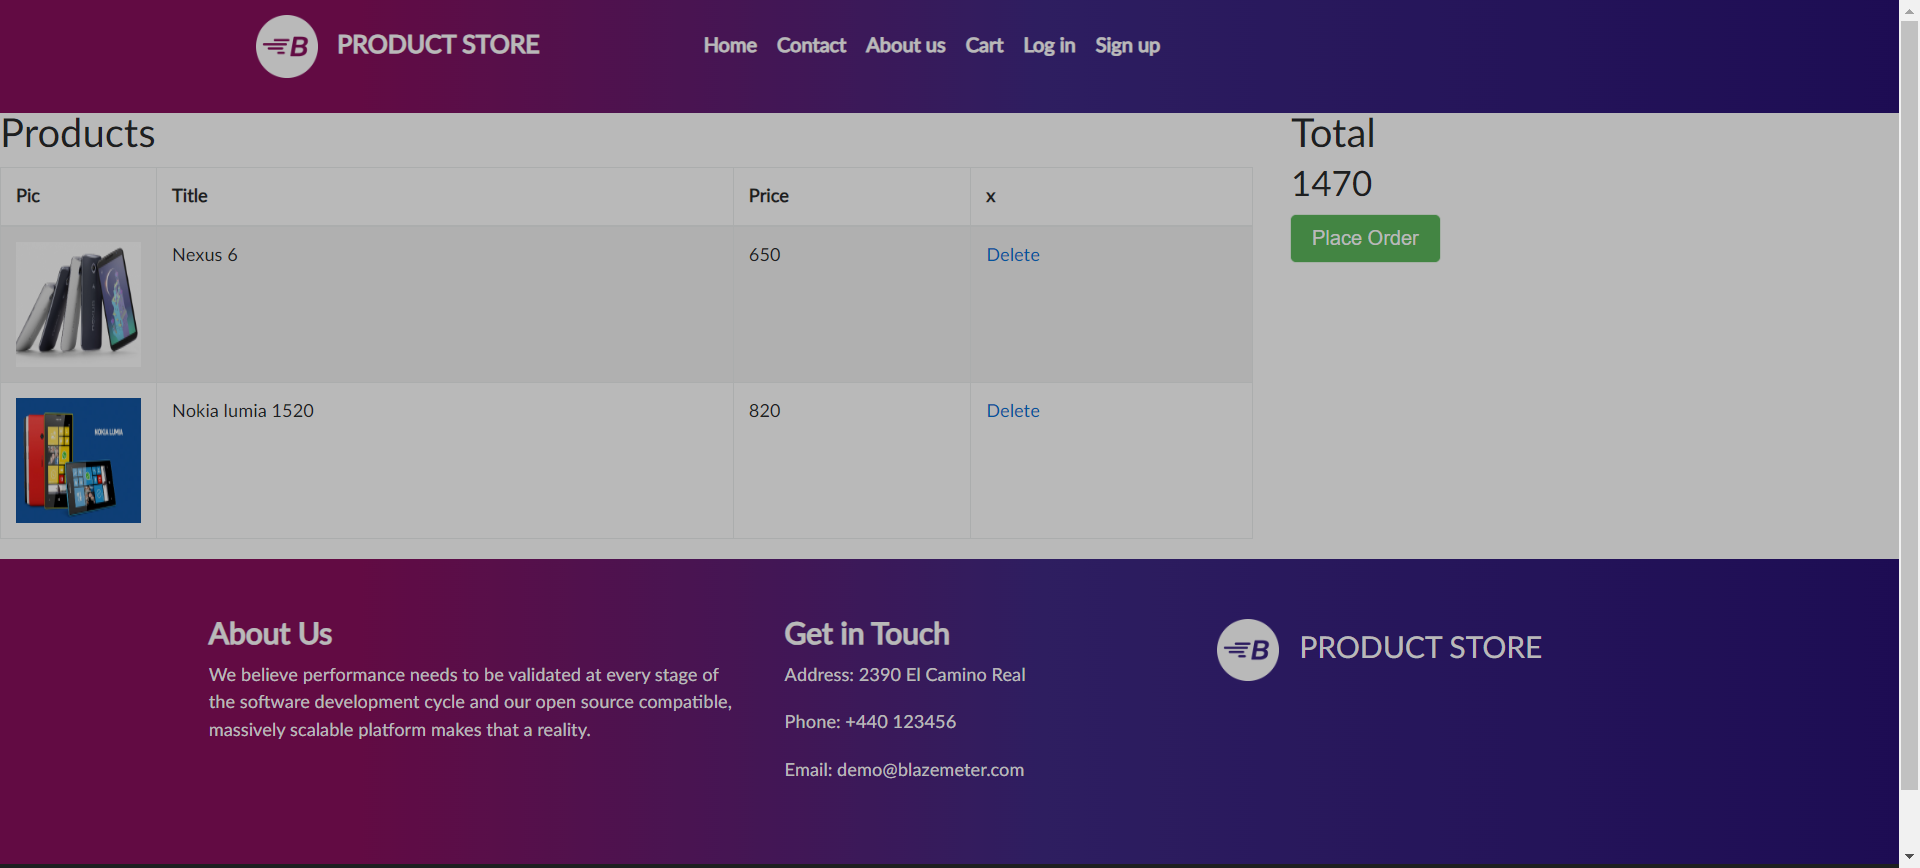 B PRODUCT STORE Home Contact About us Cart Log in Sign up
Products
Total
Pic Title Price x
1470
Place Order
Nexus 6 650 Delete
Nokia lumia 1520 820 Delete
NOKIA LUMIA
About Us
We believe performance needs to be validated at every stage of
the software development cycle and our open source compatible,
massively scalable platform makes that a reality.
Get in Touch
Address: 2390 El Camino Real
Phone: +440 123456
Email: demo@blazemeter.com
B PRODUCT STORE